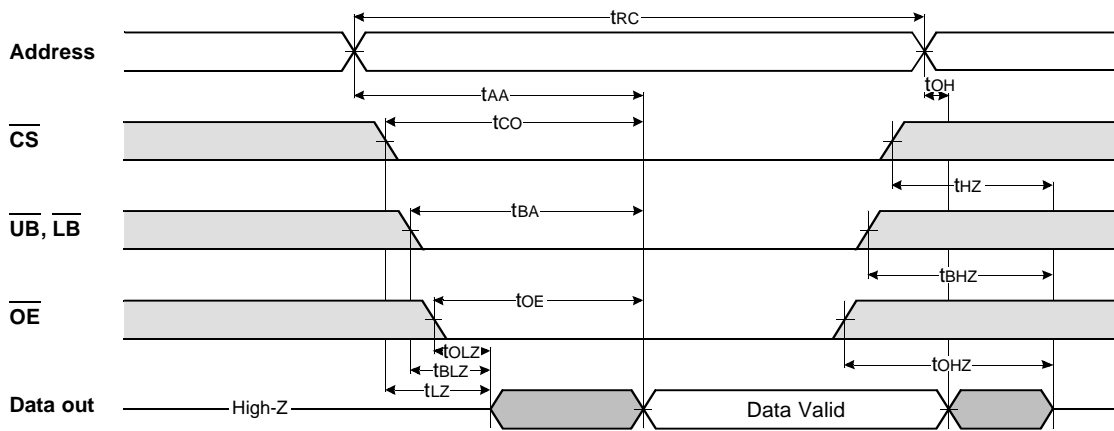 tRC
Address
tAA
tOH
tCO
CS
tHZ
tBA
UB, LB
tBHZ
tOE
OE
tOLZ
tBLZ
tOHZ
tLZ
Data out
High-Z
Data Valid